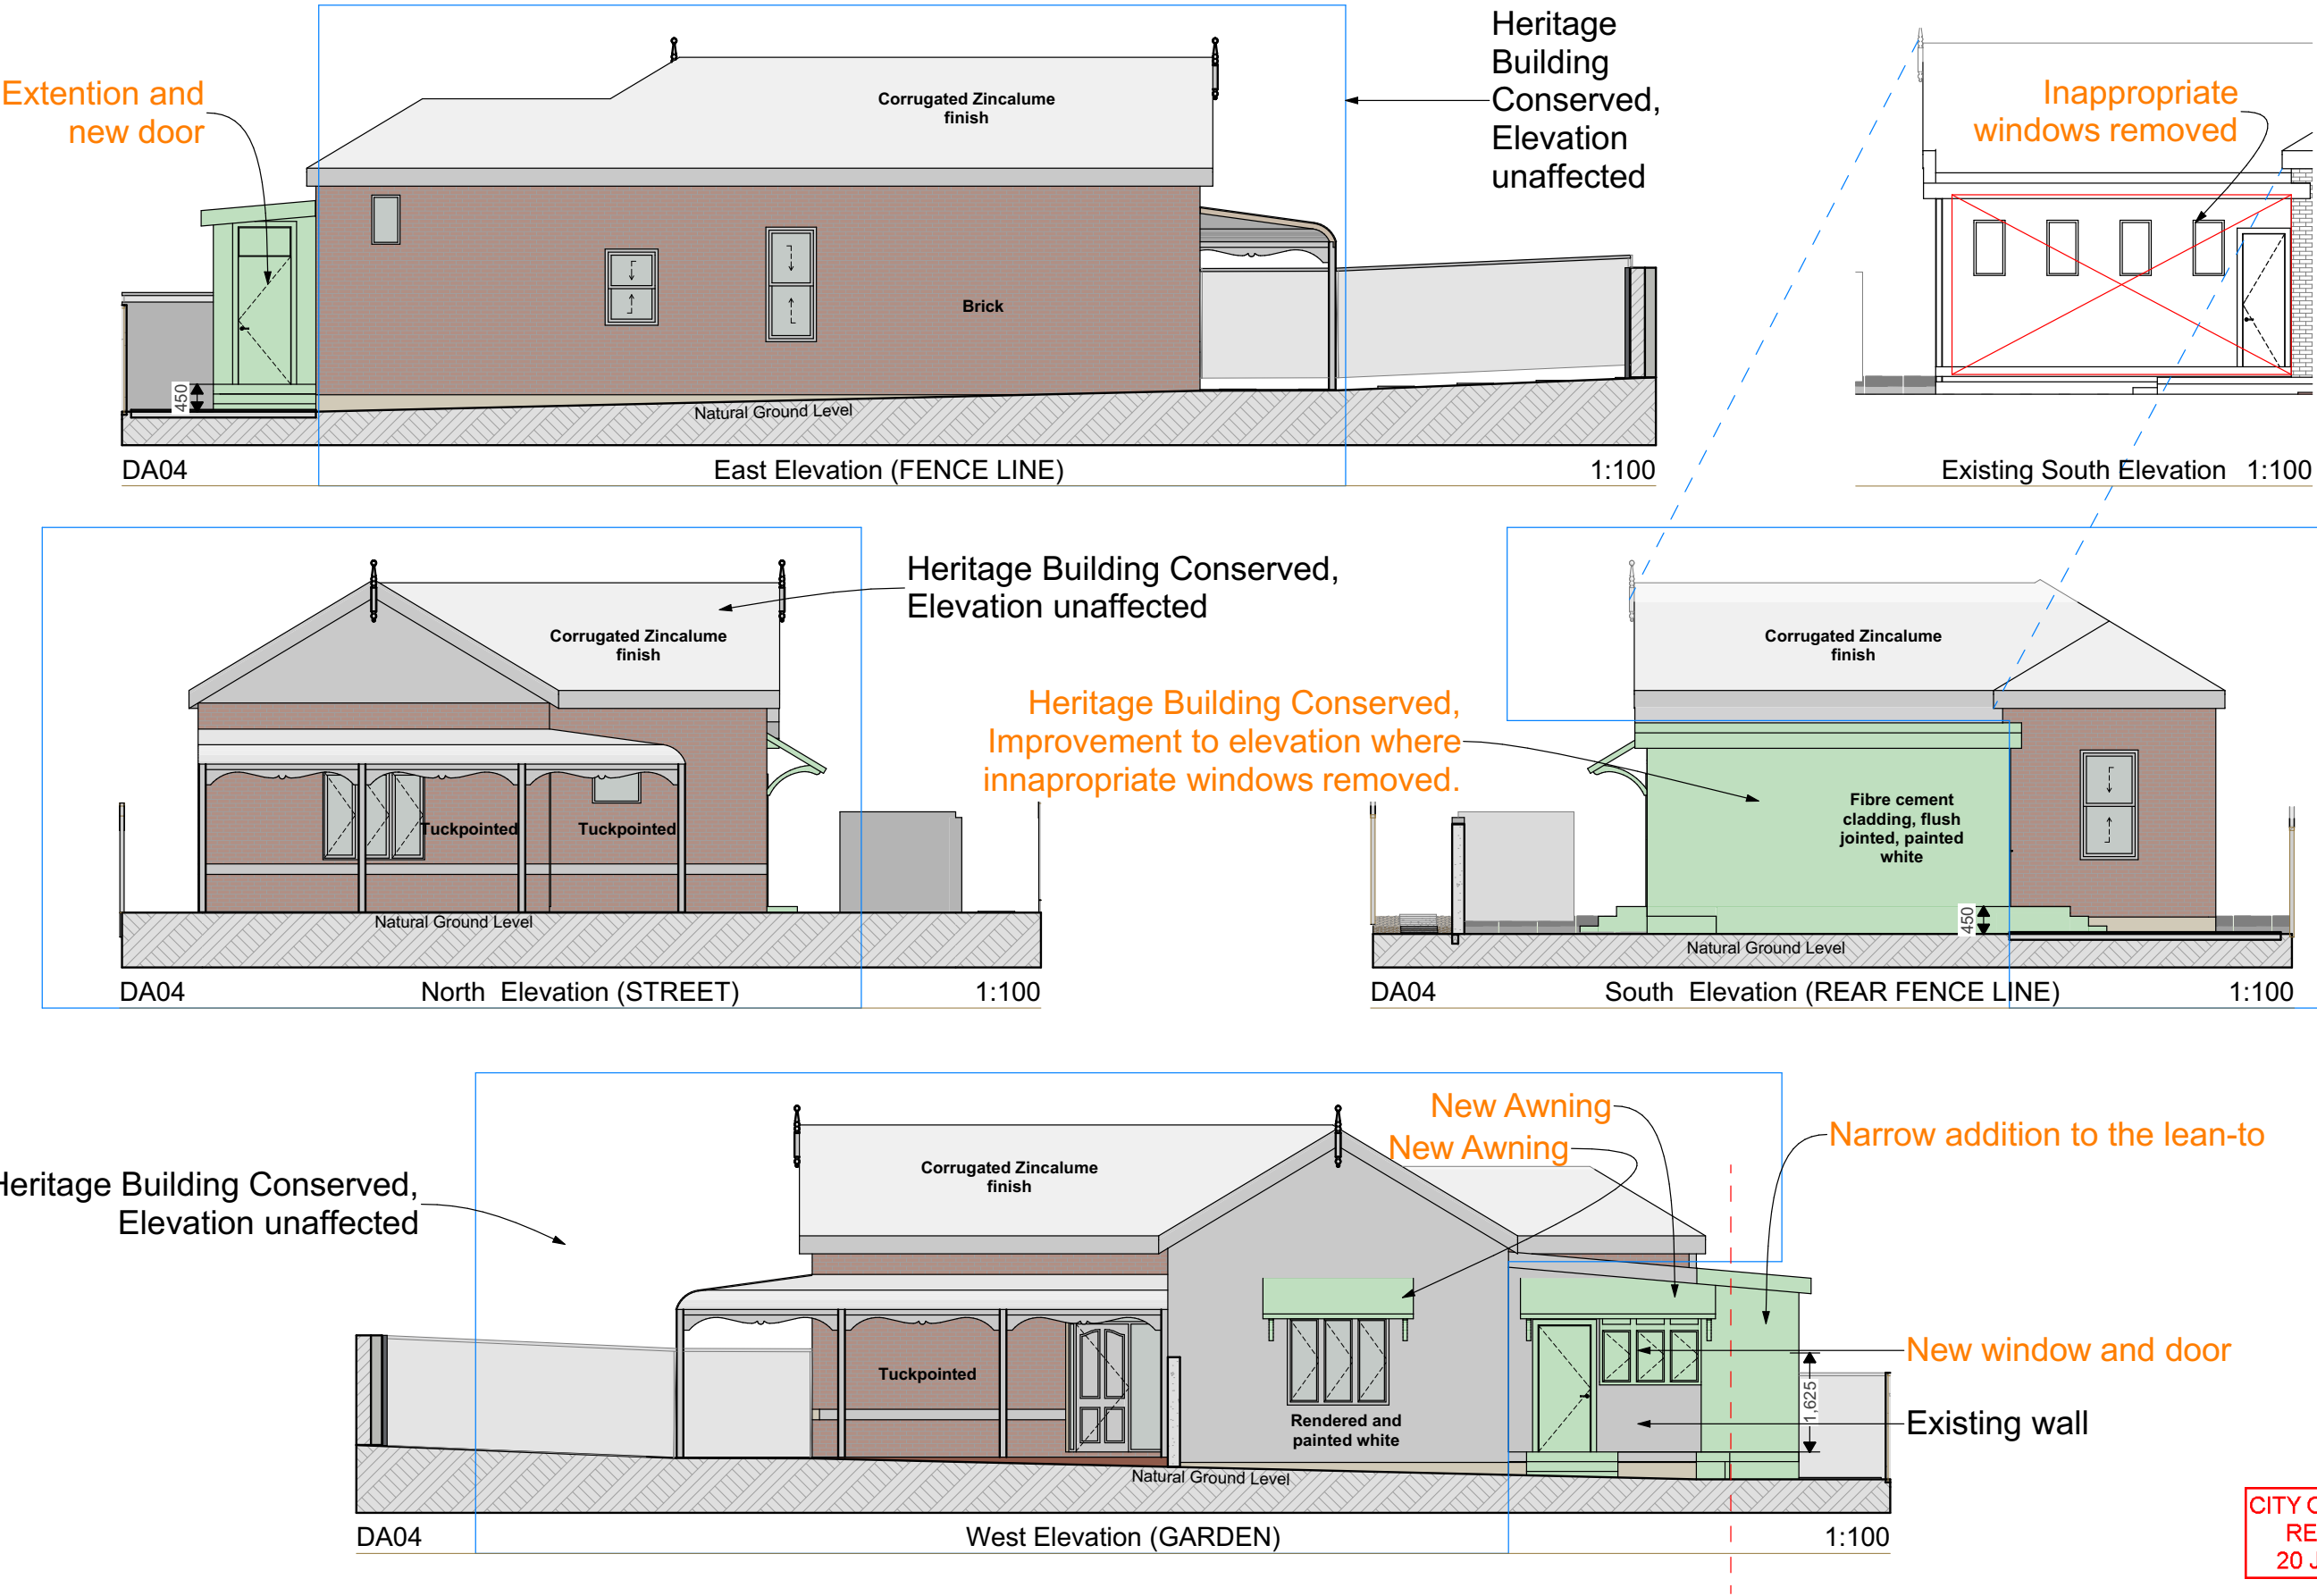 Extention and
new door
Corrugated Zincalume
finish
Brick
450
Natural Ground Level
DA04
East Elevation (FENCE LINE)
1:100
Heritage
Building
Conserved,
Elevation
unaffected
Inappropriate
windows removed
Existing South Elevation 1:100
Heritage Building Conserved,
Elevation unaffected
Corrugated Zincalume
finish
Tuckpointed
Tuckpointed
Natural Ground Level
DA04
North Elevation (STREET)
1:100
Heritage Building Conserved,
Improvement to elevation where
innapropriate windows removed.
Corrugated Zincalume
finish
Fibre cement
cladding, flush
jointed, painted
white
450
Natural Ground Level
DA04
South Elevation (REAR FENCE LINE)
1:100
New Awning
New Awning
Narrow addition to the lean-to
Heritage Building Conserved,
Elevation unaffected
Corrugated Zincalume
finish
Tuckpointed
Rendered and
painted white
New window and door
1,625
Existing wall
Natural Ground Level
DA04
West Elevation (GARDEN)
1:100
CITY
RE
20 J